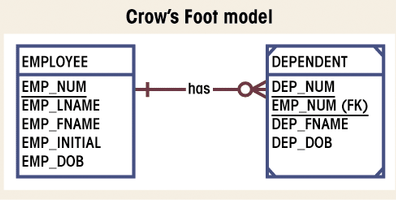 Crow's Foot model
EMPLOYEE
EMP_NUM
EMP_LNAME
EMP_FNAME
EMP_INITIAL
EMP_DOB
has
DEPENDENT
DEP_NUM
EMP_NUM (FK)
DEP_FNAME
DEP_DOB